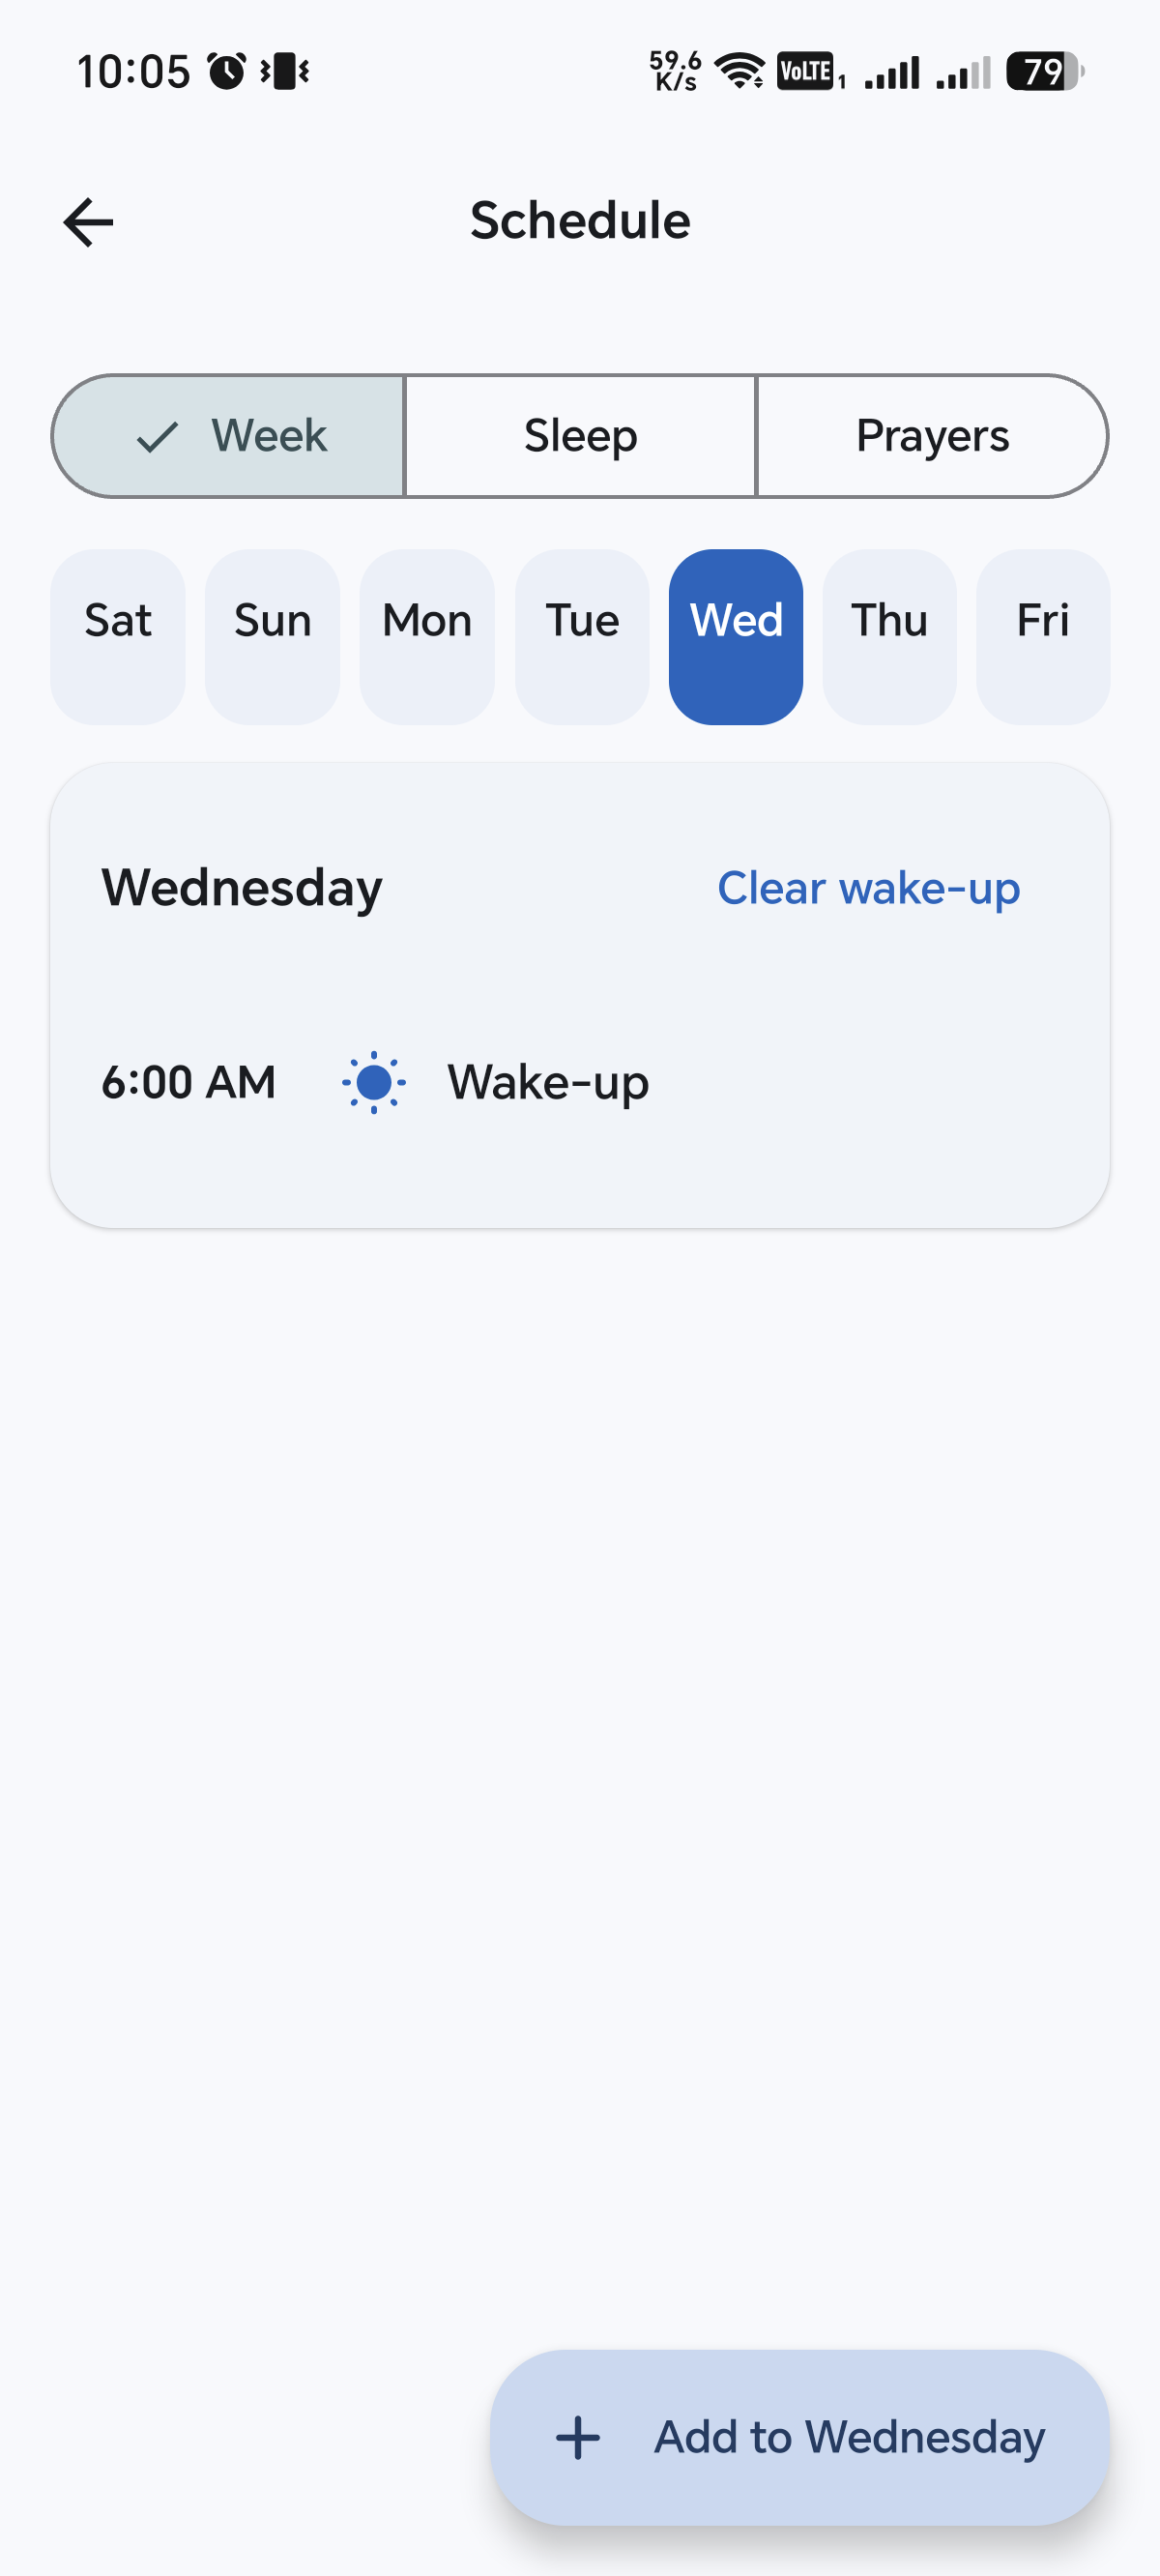 10:05 59.6 K/s VoLTE 1 79
Schedule
Week Sleep Prayers
Sat Sun Mon Tue Wed Thu Fri
Wednesday Clear wake-up
6:00 AM Wake-up
Add to Wednesday